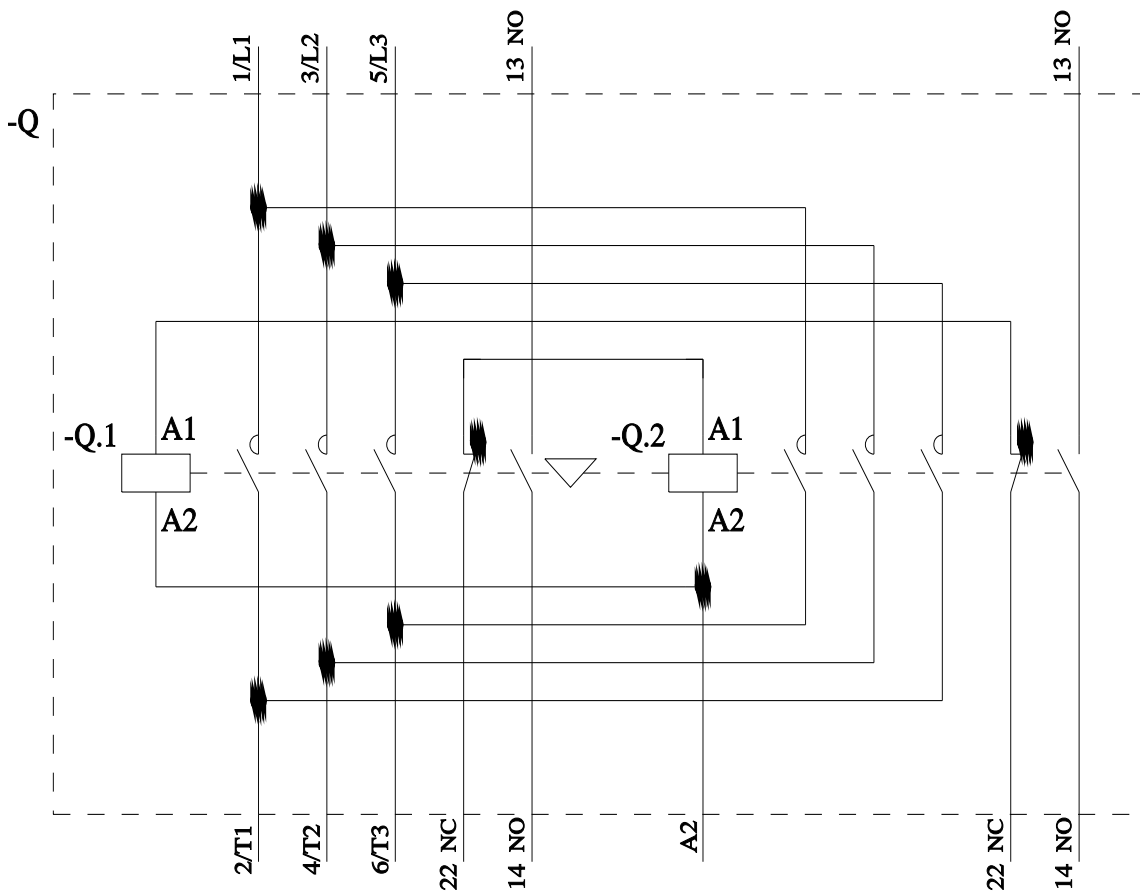 1/L1
3/L2
5/L3
13 NO
13 NO
-Q
-Q.1
A1
-Q.2
A1
A2
A2
2/T1
4/T2
6/T3
22 NC
14 NO
A2
22 NC
14 NO